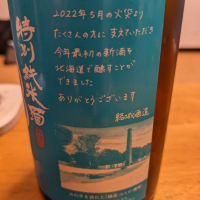 2022年5月の火災より
たくさんの方に支えていただき
今年最初の新酒を
北海道で醸すことが
できました
ありがとうございます
結城酒造
特別純米酒